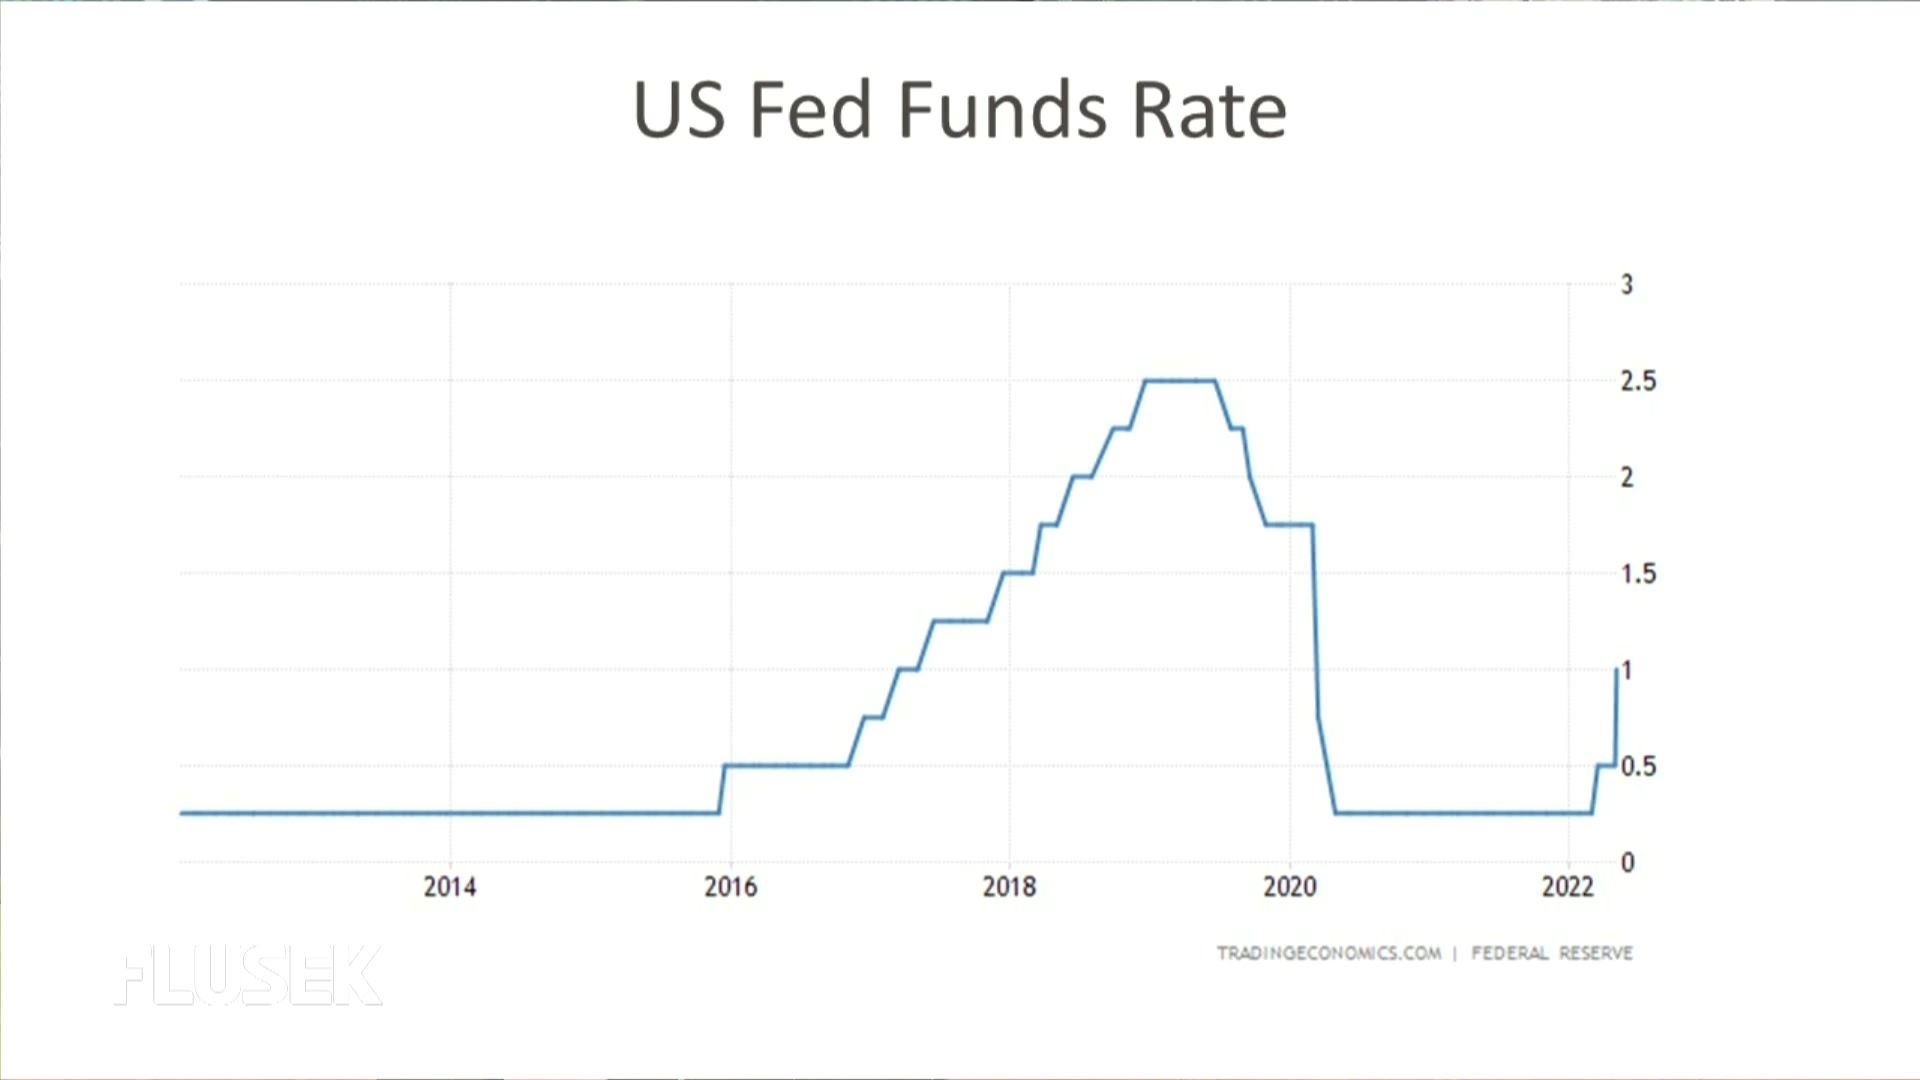 US Fed Funds Rate
3
2.5
2
1.5
1
0.5
0
2014 2016 2018 2020 2022
TRADINGECONOMICS.COM | FEDERAL RESERVE
FLUSEK